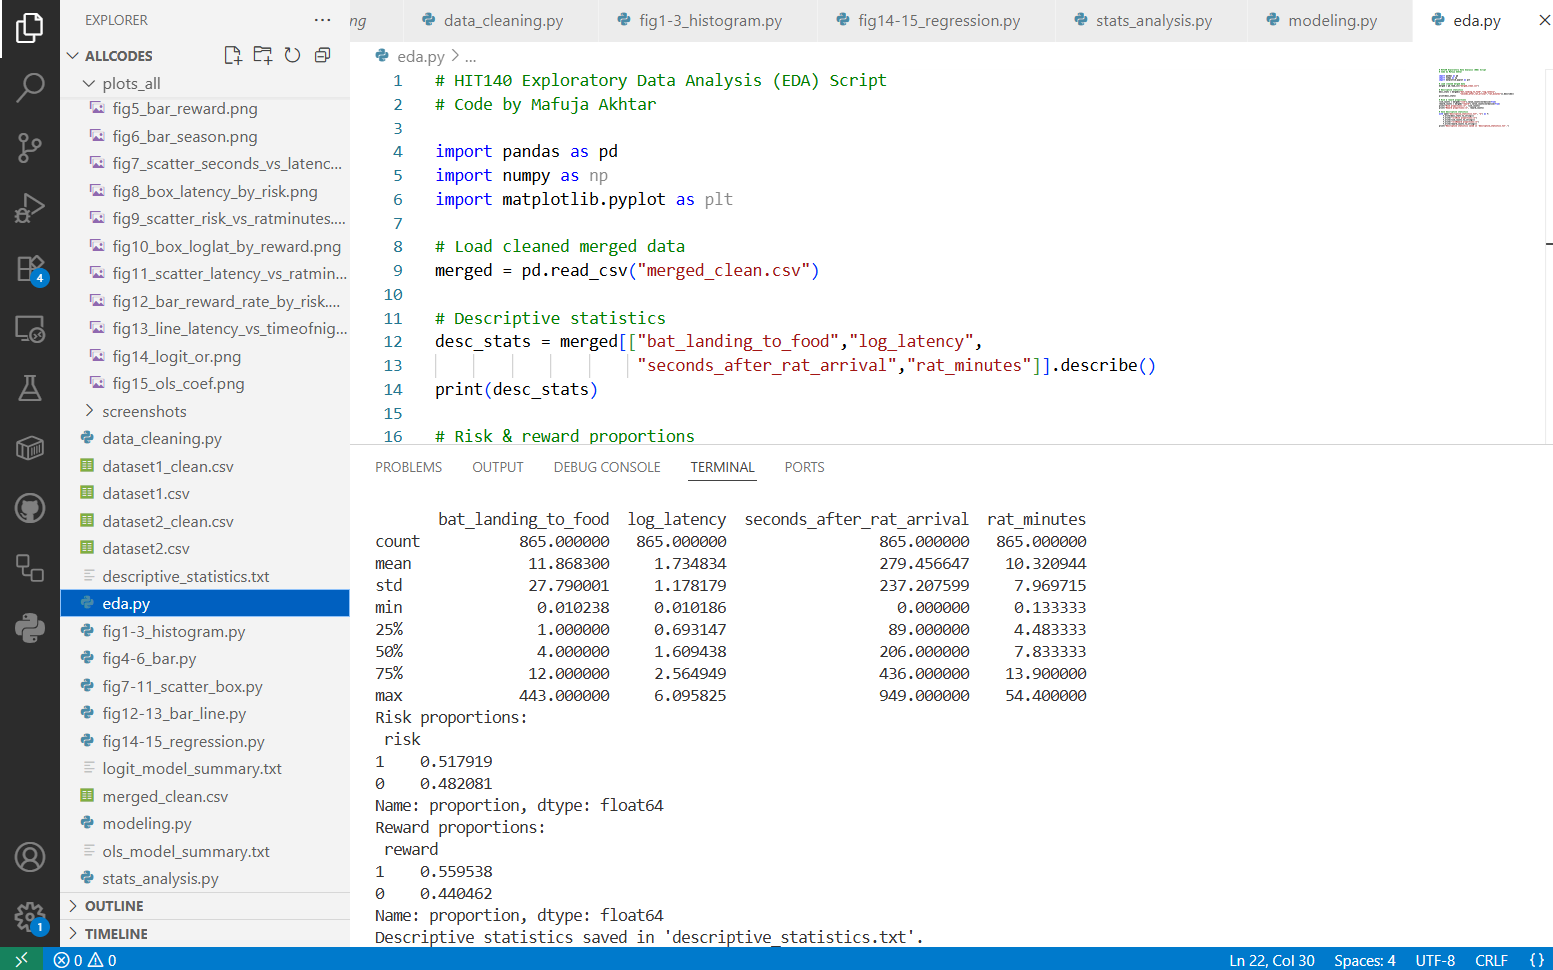 EXPLORER
ng
data_cleaning.py
fig1-3_histogram.py
fig14-15_regression.py
stats_analysis.py
modeling.py
eda.py
ALLCODES
plots_all
fig5_bar_reward.png
fig6_bar_season.png
fig7_scatter_seconds_vs_latenc...
fig8_box_latency_by_risk.png
fig9_scatter_risk_vs_ratminutes....
fig10_box_loglat_by_reward.png
fig11_scatter_latency_vs_ratmin...
fig12_bar_reward_rate_by_risk....
fig13_line_latency_vs_timeofnig...
fig14_logit_or.png
fig15_ols_coef.png
screenshots
data_cleaning.py
dataset1_clean.csv
dataset1.csv
dataset2_clean.csv
dataset2.csv
descriptive_statistics.txt
eda.py
fig1-3_histogram.py
fig4-6_bar.py
fig7-11_scatter_box.py
fig12-13_bar_line.py
fig14-15_regression.py
logit_model_summary.txt
merged_clean.csv
modeling.py
ols_model_summary.txt
stats_analysis.py
OUTLINE
TIMELINE
4
1
eda.py > ...
1 # HIT140 Exploratory Data Analysis (EDA) Script
2 # Code by Mafuja Akhtar
3
4 import pandas as pd
5 import numpy as np
6 import matplotlib.pyplot as plt
7
8 # Load cleaned merged data
9 merged = pd.read_csv("merged_clean.csv")
10
11 # Descriptive statistics
12 desc_stats = merged[["bat_landing_to_food","log_latency",
13 "seconds_after_rat_arrival","rat_minutes"]].describe()
14 print(desc_stats)
15
16 # Risk & reward proportions
PROBLEMS OUTPUT DEBUG CONSOLE TERMINAL PORTS
bat_landing_to_food log_latency seconds_after_rat_arrival rat_minutes
count 865.000000 865.000000 865.000000 865.000000
mean 11.868300 1.734834 279.456647 10.320944
std 27.790001 1.178179 237.207599 7.969715
min 0.010238 0.010186 0.000000 0.133333
25% 1.000000 0.693147 89.000000 4.483333
50% 4.000000 1.609438 206.000000 7.833333
75% 12.000000 2.564949 436.000000 13.900000
max 443.000000 6.095825 949.000000 54.400000
Risk proportions:
risk
1 0.517919
0 0.482081
Name: proportion, dtype: float64
Reward proportions:
reward
1 0.559538
0 0.440462
Name: proportion, dtype: float64
Descriptive statistics saved in 'descriptive_statistics.txt'.
0 0 Ln 22, Col 30 Spaces: 4 UTF-8 CRLF {}